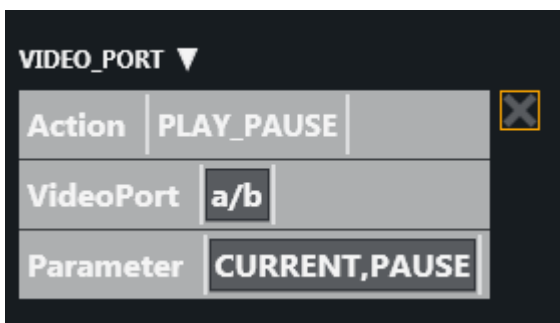 VIDEO_PORT ▼
Action PLAY_PAUSE
VideoPort a/b
Parameter CURRENT,PAUSE